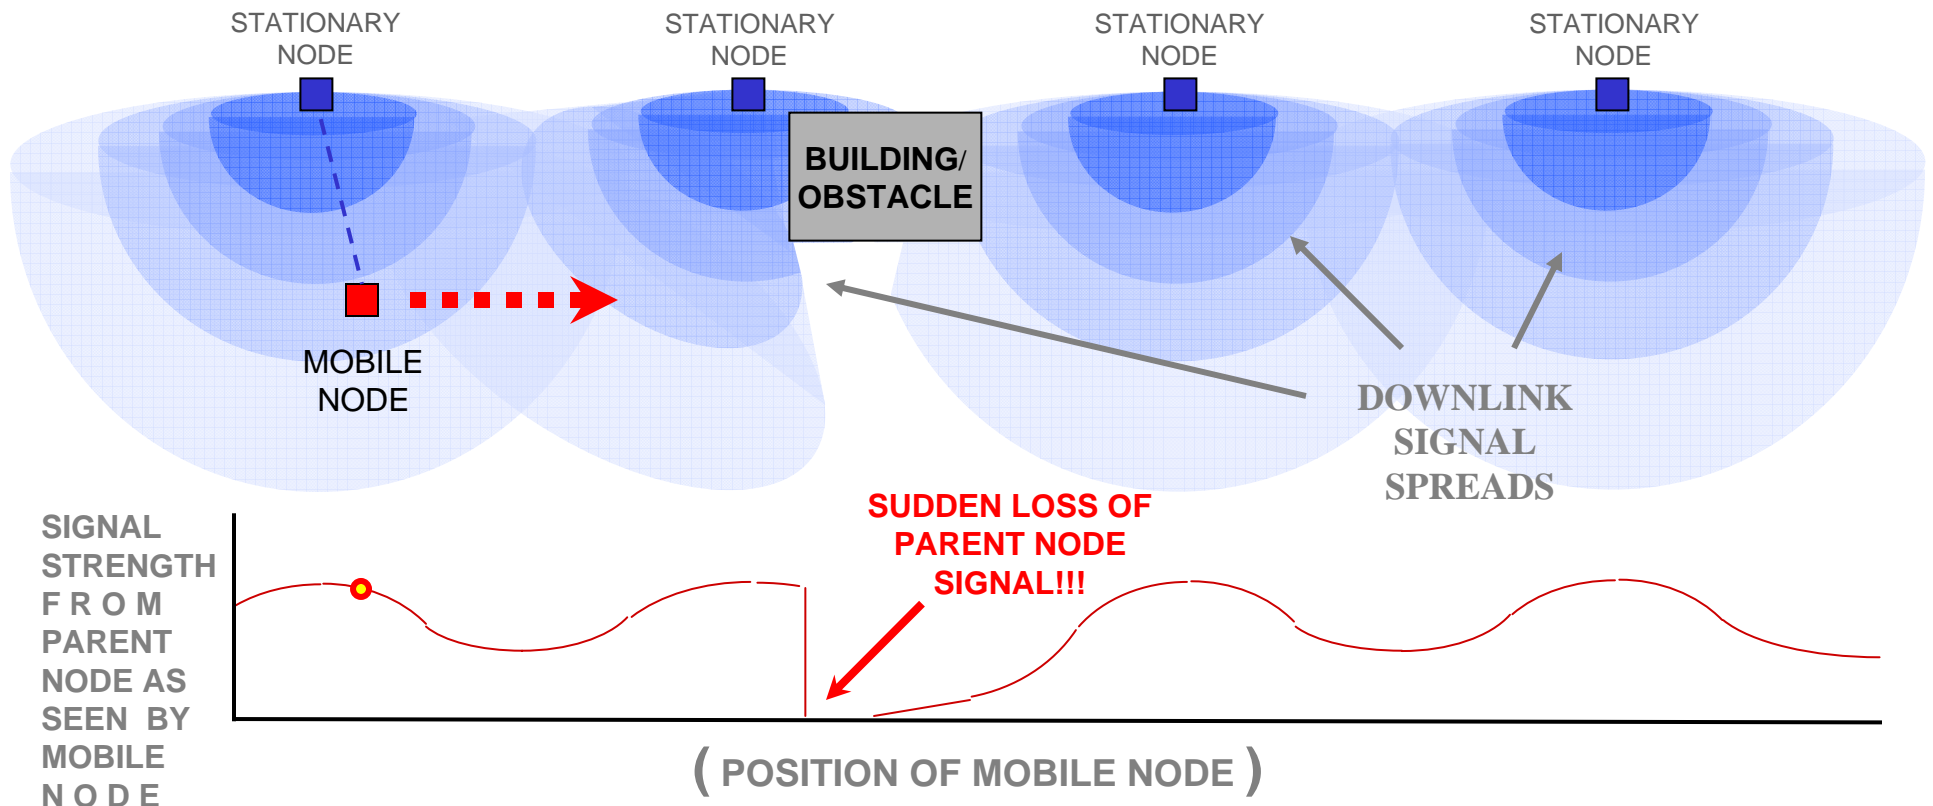 STATIONARY
NODE
STATIONARY
NODE
STATIONARY
NODE
STATIONARY
NODE
BUILDING/
OBSTACLE
MOBILE
NODE
DOWNLINK
SIGNAL
SPREADS
SUDDEN LOSS OF
PARENT NODE
SIGNAL!!!
SIGNAL
STRENGTH
F R O M
PARENT
NODE AS
SEEN BY
MOBILE
N O D E
( POSITION OF MOBILE NODE )